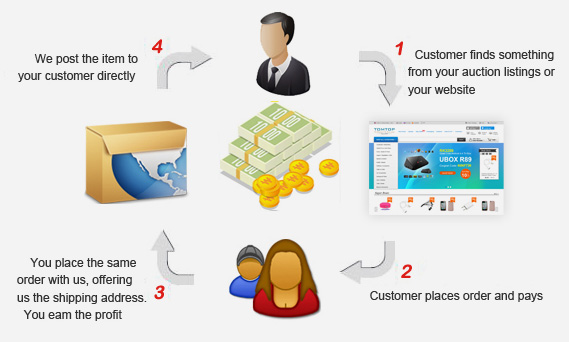 4
We post the item to
your customer directly
1
Customer finds something
from your auction listings or
your website
TOMTOP
UBOX R89
100
2
Customer places order and pays
You place the same
order with us, offering
us the shipping address.
You eam the profit
3